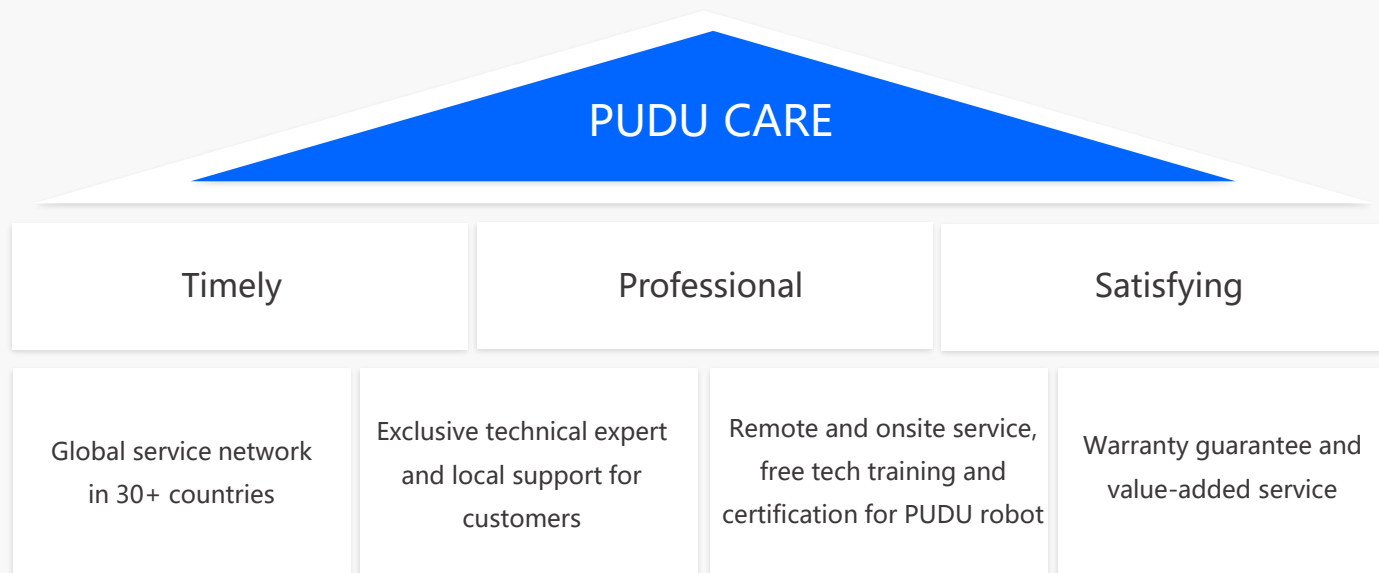 PUDU CARE
Timely
Professional
Satisfying
Global service network
in 30+ countries
Exclusive technical expert
and local support for
customers
Remote and onsite service,
free tech training and
certification for PUDU robot
Warranty guarantee and
value-added service